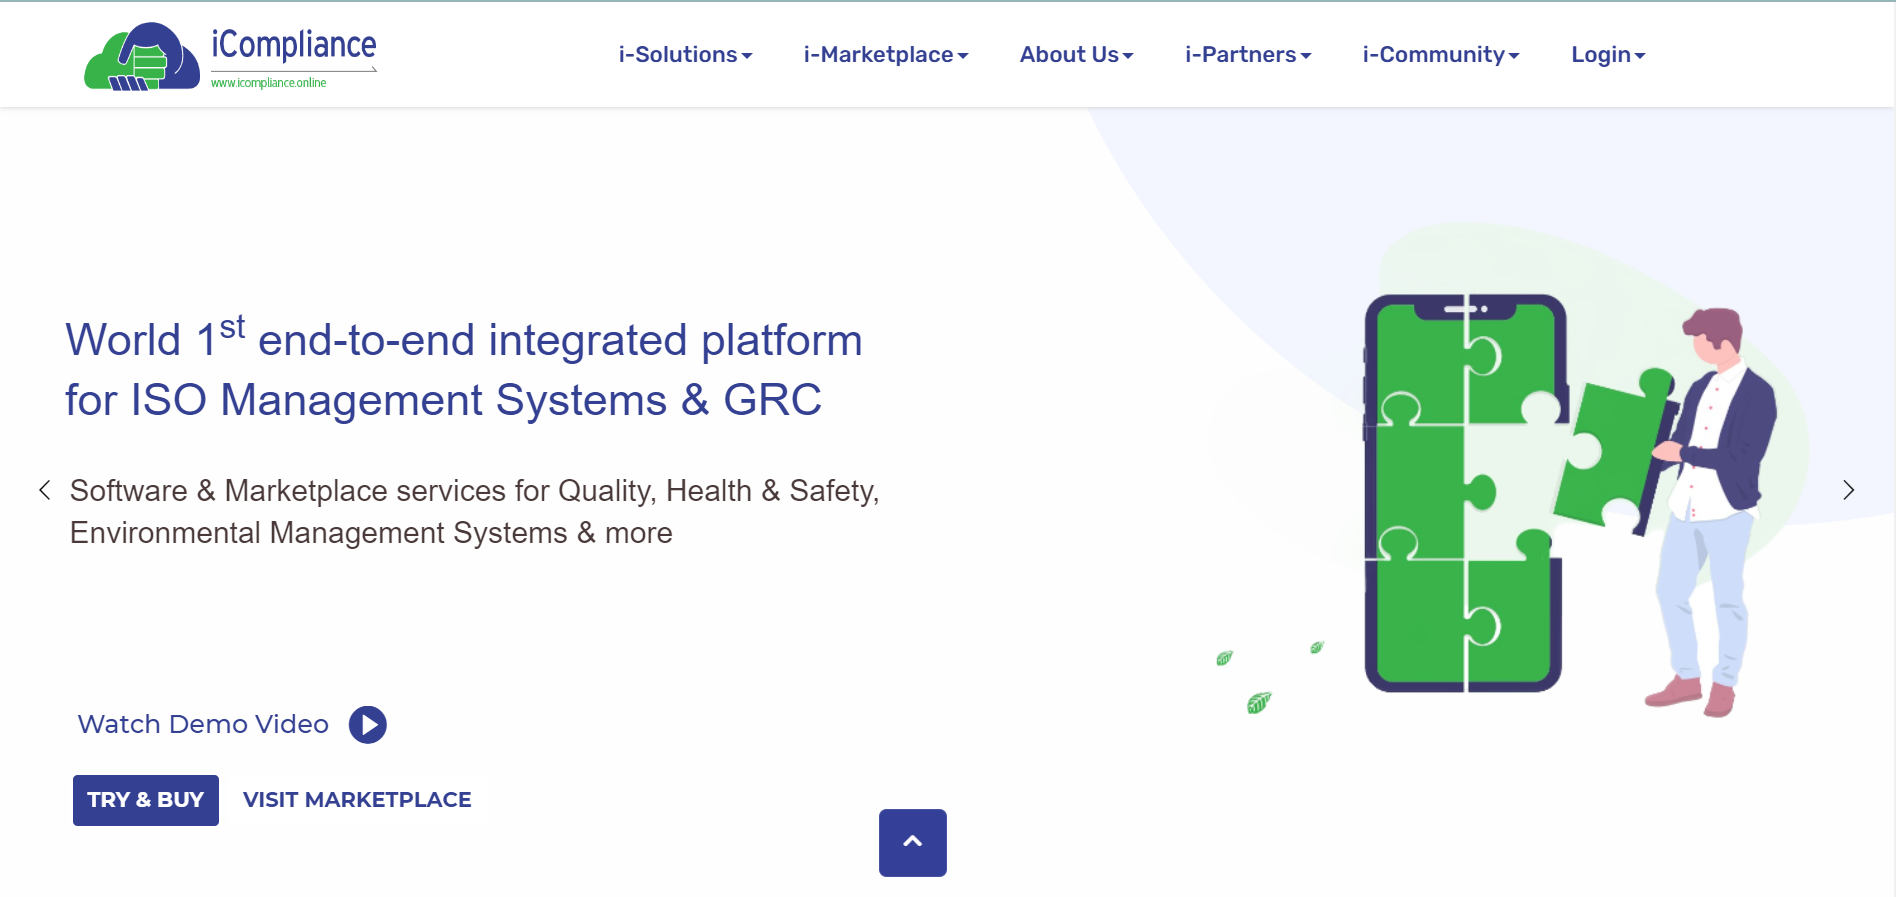 iCompliance
www.icompliance.online
i-Solutions
i-Marketplace
About Us
i-Partners
i-Community
Login
World 1st end-to-end integrated platform
for ISO Management Systems & GRC
Software & Marketplace services for Quality, Health & Safety,
Environmental Management Systems & more
Watch Demo Video
TRY & BUY
VISIT MARKETPLACE